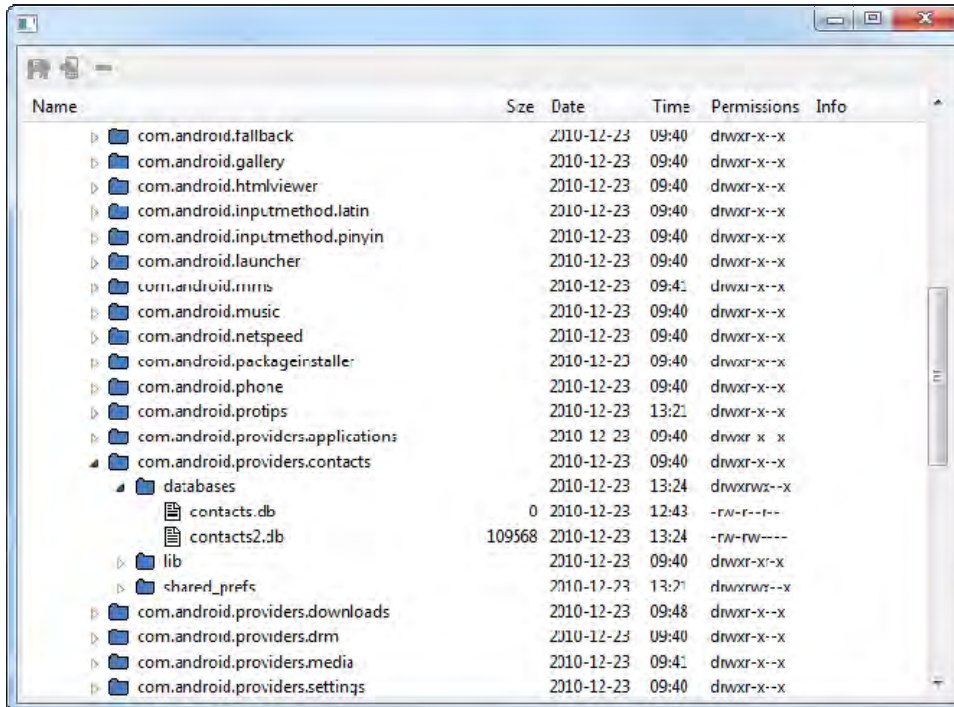 Name Size Date Time Permissions Info
com.android.fallback 2010-12-23 09:40 drwxr-x--x
com.android.gallery 2010-12-23 09:40 drwxr-x--x
com.android.htmlviewer 2010-12-23 09:40 drwxr-x--x
com.android.inputmethod.latin 2010-12-23 09:40 drwxr-x--x
com.android.inputmethod.pinyin 2010-12-23 09:40 drwxr-x--x
com.android.launcher 2010-12-23 09:40 drwxr-x--x
com.android.mms 2010-12-23 09:41 drwxr-x--x
com.android.music 2010-12-23 09:40 drwxr-x--x
com.android.netspeed 2010-12-23 09:40 drwxr-x--x
com.android.packageinstaller 2010-12-23 09:40 drwxr-x--x
com.android.phone 2010-12-23 09:40 drwxr-x--x
com.android.protips 2010-12-23 13:21 drwxr-x--x
com.android.providers.applications 2010-12-23 09:40 drwxr-x--x
com.android.providers.contacts 2010-12-23 09:40 drwxr-x--x
databases 2010-12-23 13:24 drwxrwx--x
contacts.db 0 2010-12-23 12:43 -rw-r--r--
contacts2.db 109568 2010-12-23 13:24 -rw-rw----
lib 2010-12-23 09:40 drwxr-xr-x
shared_prefs 2010-12-23 13:21 drwxrwx--x
com.android.providers.downloads 2010-12-23 09:48 drwxr-x--x
com.android.providers.drm 2010-12-23 09:40 drwxr-x--x
com.android.providers.media 2010-12-23 09:41 drwxr-x--x
com.android.providers.settings 2010-12-23 09:40 drwxr-x--x